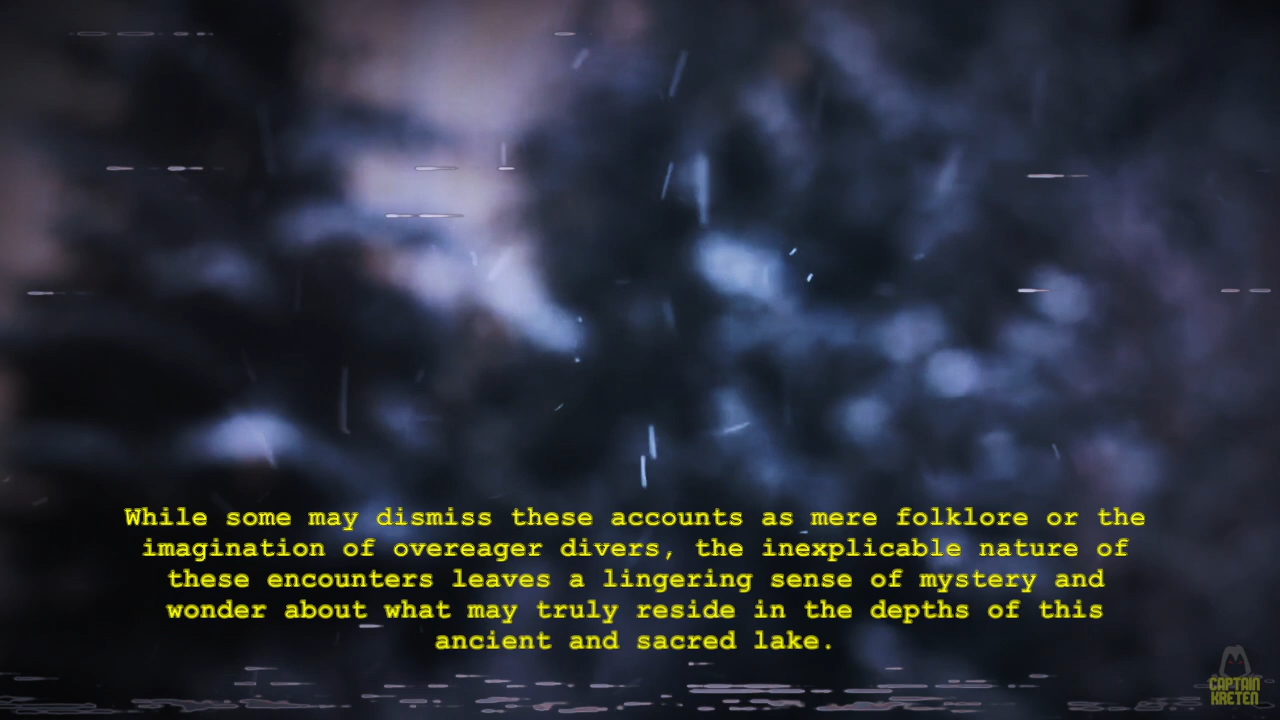 While some may dismiss these accounts as mere folklore or the
imagination of overeager divers, the inexplicable nature of
these encounters leaves a lingering sense of mystery and
wonder about what may truly reside in the depths of this
ancient and sacred lake.
CAPTAIN
KRETEN